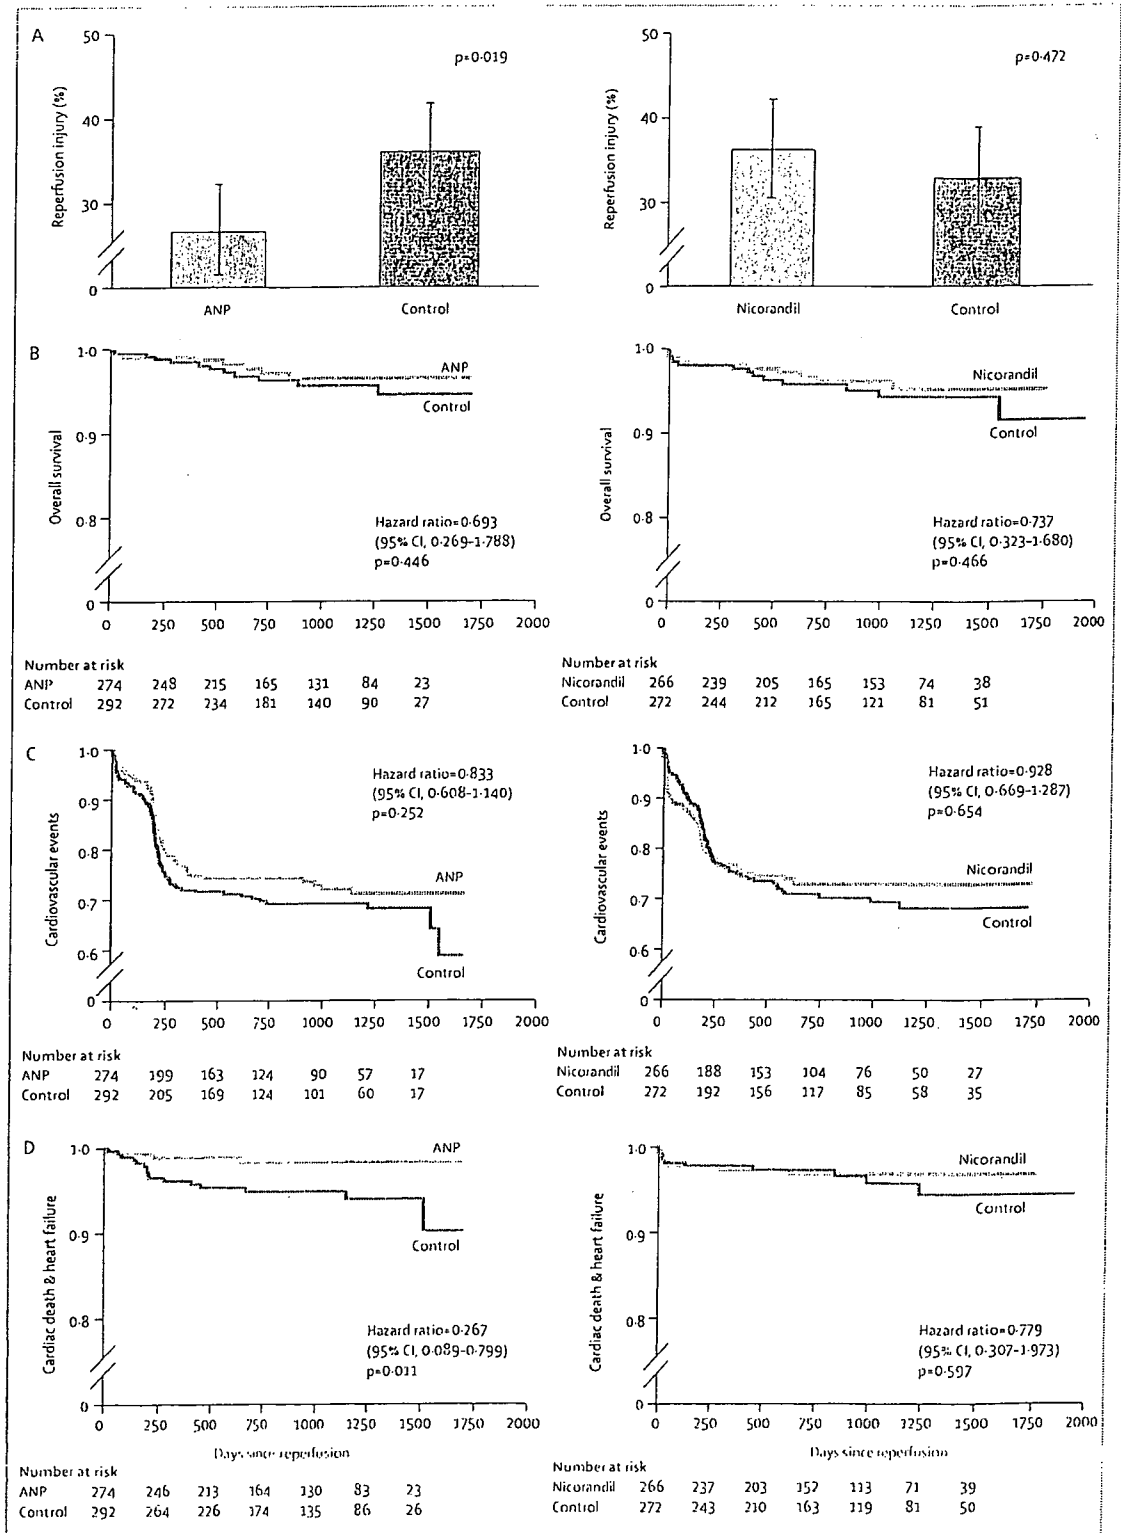 A
50
40
30
0
Reperfusion injury (%)
p=0·019
ANP
Control
50
40
30
0
Reperfusion injury (%)
p=0·472
Nicorandil
Control
B
1·0
0·9
0·8
0
Overall survival
ANP
Control
Hazard ratio=0·693
(95% CI, 0·269–1·788)
p=0·446
0 250 500 750 1000 1250 1500 1750 2000
Number at risk
ANP 274 248 215 165 131 84 23
Control 292 272 234 181 140 90 27
1·0
0·9
0·8
0
Overall survival
Nicorandil
Control
Hazard ratio=0·737
(95% CI, 0·323–1·680)
p=0·466
0 250 500 750 1000 1250 1500 1750 2000
Number at risk
Nicorandil 266 239 205 165 153 74 38
Control 272 244 212 165 121 81 51
C
1·0
0·9
0·8
0·7
0·6
0
Cardiovascular events
Hazard ratio=0·833
(95% CI, 0·608–1·140)
p=0·252
ANP
Control
0 250 500 750 1000 1250 1500 1750 2000
Number at risk
ANP 274 199 163 124 90 57 17
Control 292 205 169 124 101 60 17
1·0
0·9
0·8
0·7
0·6
0
Cardiovascular events
Hazard ratio=0·928
(95% CI, 0·669–1·287)
p=0·654
Nicorandil
Control
0 250 500 750 1000 1250 1500 1750 2000
Number at risk
Nicorandil 266 188 153 104 76 50 27
Control 272 192 156 117 85 58 35
D
1·0
0·9
0·8
0
Cardiac death & heart failure
ANP
Control
Hazard ratio=0·267
(95% CI, 0·089–0·799)
p=0·011
0 250 500 750 1000 1250 1500 1750 2000
Days since reperfusion
Number at risk
ANP 274 246 213 164 130 83 23
Control 292 264 226 174 135 86 26
1·0
0·9
0·8
0
Cardiac death & heart failure
Nicorandil
Control
Hazard ratio=0·779
(95% CI, 0·307–1·973)
p=0·597
0 250 500 750 1000 1250 1500 1750 2000
Days since reperfusion
Number at risk
Nicorandil 266 237 203 157 113 71 39
Control 272 243 210 163 119 81 50